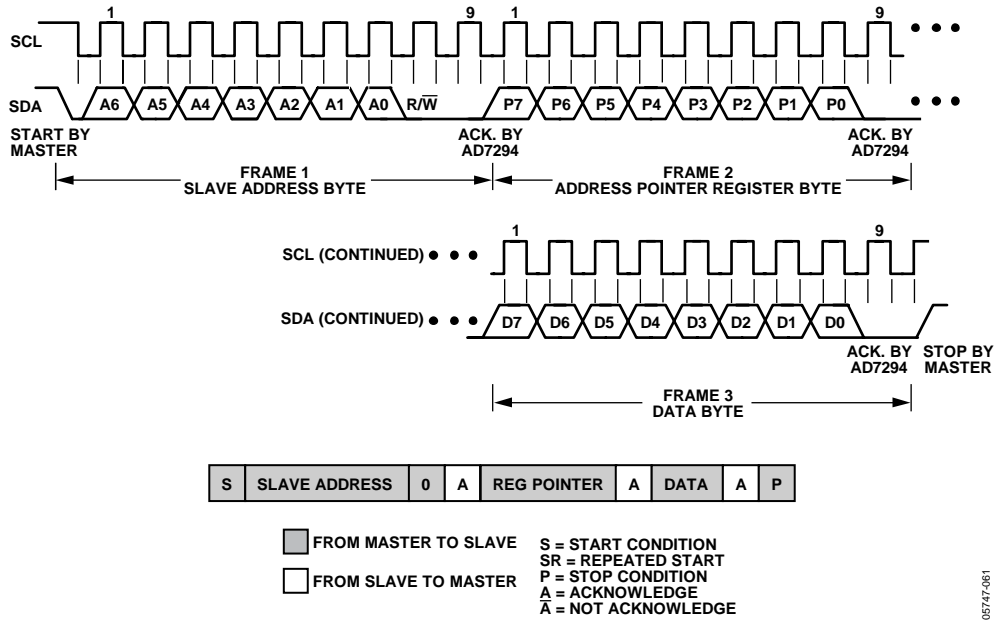 1 9 1 9
SCL
SDA A6 A5 A4 A3 A2 A1 A0 R/W̅ P7 P6 P5 P4 P3 P2 P1 P0
START BY
MASTER
ACK. BY
AD7294
ACK. BY
AD7294
FRAME 1
SLAVE ADDRESS BYTE
FRAME 2
ADDRESS POINTER REGISTER BYTE
1 9
SCL (CONTINUED)
SDA (CONTINUED) D7 D6 D5 D4 D3 D2 D1 D0
ACK. BY
AD7294
STOP BY
MASTER
FRAME 3
DATA BYTE
S SLAVE ADDRESS 0 A REG POINTER A DATA A P
FROM MASTER TO SLAVE
FROM SLAVE TO MASTER
S = START CONDITION
SR = REPEATED START
P = STOP CONDITION
A = ACKNOWLEDGE
A̅ = NOT ACKNOWLEDGE
05747-061